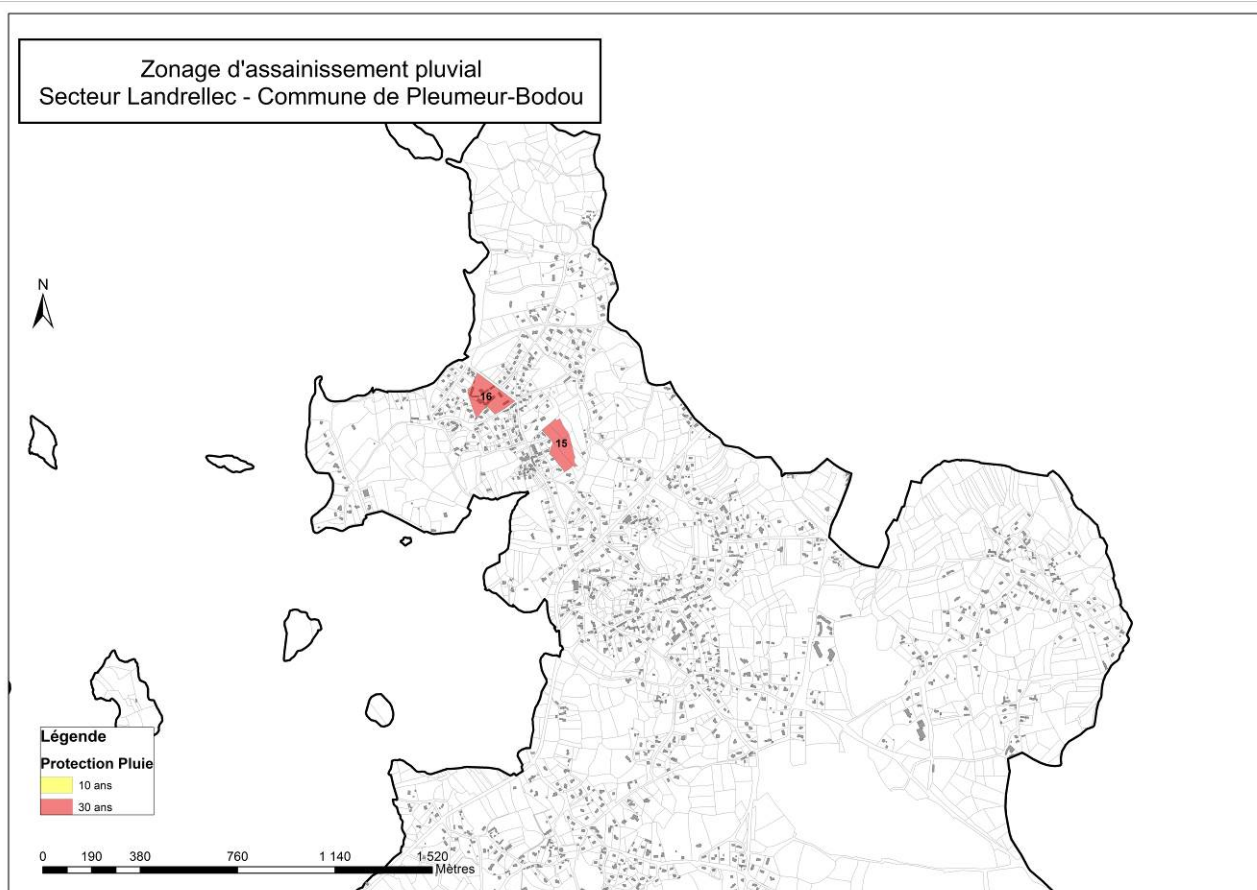 Zonage d'assainissement pluvial
Secteur Landrellec - Commune de Pleumeur-Bodou
N
16
15
Légende
Protection Pluie
10 ans
30 ans
0 190 380 760 1 140 1 520
Mètres